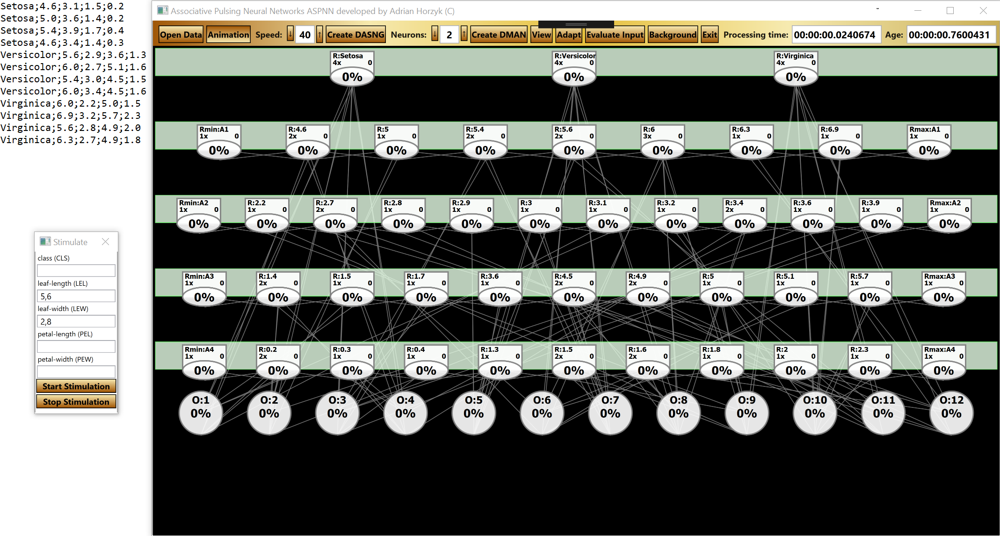 Setosa;4.6;3.1;1.5;0.2
Setosa;5.0;3.6;1.4;0.2
Setosa;5.4;3.9;1.7;0.4
Setosa;4.6;3.4;1.4;0.3
Versicolor;5.6;2.9;3.6;1.3
Versicolor;6.0;2.7;5.1;1.6
Versicolor;5.4;3.0;4.5;1.5
Versicolor;6.0;3.4;4.5;1.6
Virginica;6.0;2.2;5.0;1.5
Virginica;6.9;3.2;5.7;2.3
Virginica;5.6;2.8;4.9;2.0
Virginica;6.3;2.7;4.9;1.8
Stimulate
class (CLS)
leaf-length (LEL)
5,6
leaf-width (LEW)
2,8
petal-length (PEL)
petal-width (PEW)
Start Stimulation
Stop Stimulation
Associative Pulsing Neural Networks ASPNN developed by Adrian Horzyk (C)
Open Data Animation Speed: ↓ 40 ↑ Create DASNG Neurons: ↓ 2 ↑ Create DMAN View Adapt Evaluate Input Background Exit Processing time: 00:00:00.0240674 Age: 00:00:00.7600431
R:Setosa R:Versicolor R:Virginica
4x 0 4x 0 4x 0
0% 0% 0%
Rmin:A1 R:4.6 R:5 R:5.4 R:5.6 R:6 R:6.3 R:6.9 Rmax:A1
1x 0 2x 0 1x 0 2x 0 2x 0 3x 0 1x 0 1x 0 1x 0
0% 0% 0% 0% 0% 0% 0% 0% 0%
Rmin:A2 R:2.2 R:2.7 R:2.8 R:2.9 R:3 R:3.1 R:3.2 R:3.4 R:3.6 R:3.9 Rmax:A2
1x 0 1x 0 2x 0 1x 0 1x 0 1x 0 1x 0 1x 0 2x 0 1x 0 1x 0 1x 0
0% 0% 0% 0% 0% 0% 0% 0% 0% 0% 0% 0%
Rmin:A3 R:1.4 R:1.5 R:1.7 R:3.6 R:4.5 R:4.9 R:5 R:5.1 R:5.7 Rmax:A3
1x 0 2x 0 1x 0 1x 0 1x 0 2x 0 2x 0 1x 0 1x 0 1x 0 1x 0
0% 0% 0% 0% 0% 0% 0% 0% 0% 0% 0%
Rmin:A4 R:0.2 R:0.3 R:0.4 R:1.3 R:1.5 R:1.6 R:1.8 R:2 R:2.3 Rmax:A4
1x 0 2x 0 1x 0 1x 0 1x 0 2x 0 2x 0 1x 0 1x 0 1x 0 1x 0
0% 0% 0% 0% 0% 0% 0% 0% 0% 0% 0%
O:1 O:2 O:3 O:4 O:5 O:6 O:7 O:8 O:9 O:10 O:11 O:12
0% 0% 0% 0% 0% 0% 0% 0% 0% 0% 0% 0%